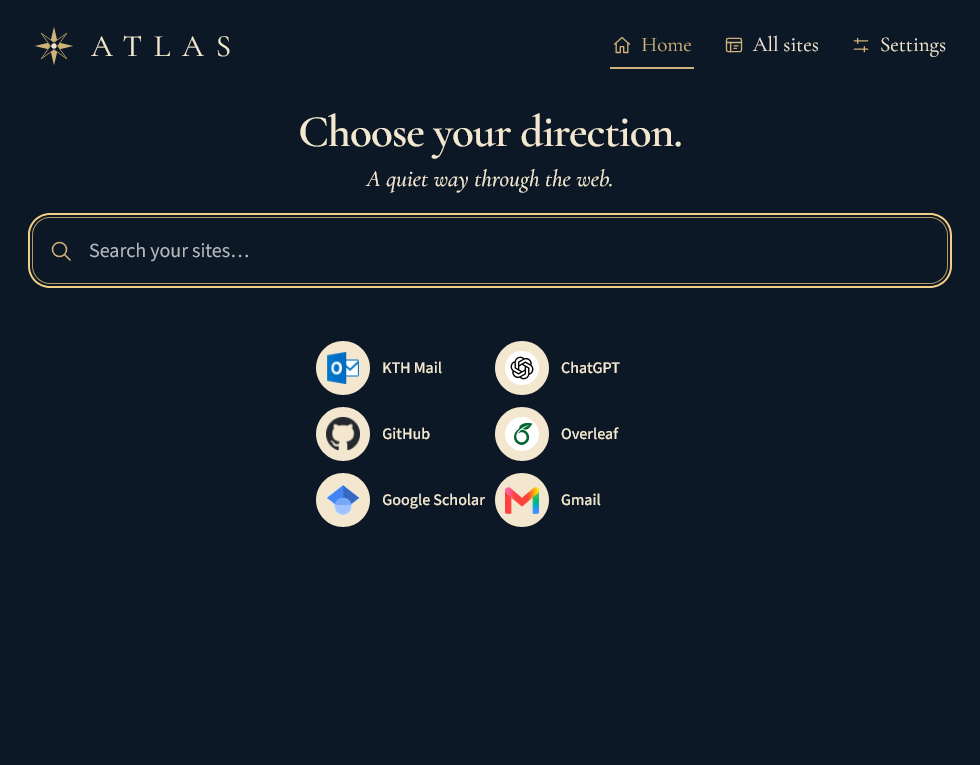 ATLAS
Home
All sites
Settings
Choose your direction.
A quiet way through the web.
Search your sites…
KTH Mail
ChatGPT
GitHub
Overleaf
Google Scholar
Gmail